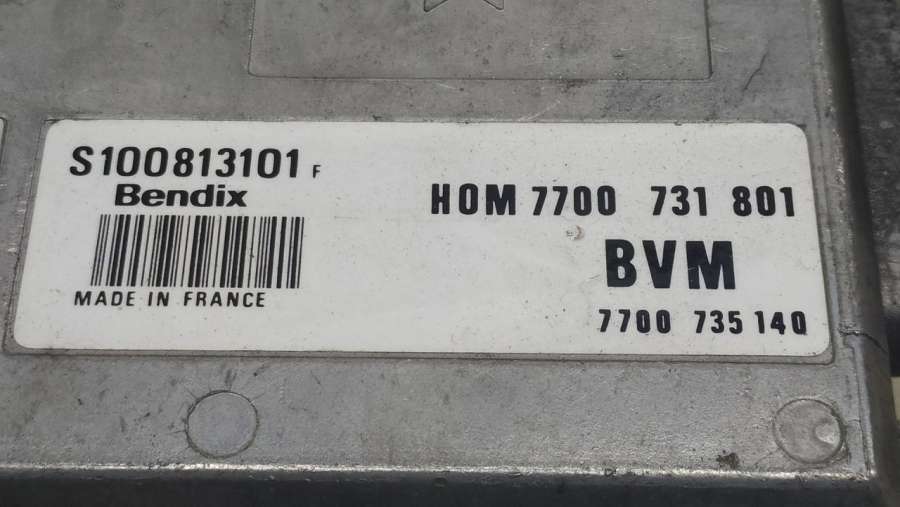 S100813101 F
Bendix
MADE IN FRANCE
HOM 7700 731 801
BVM
7700 735 140